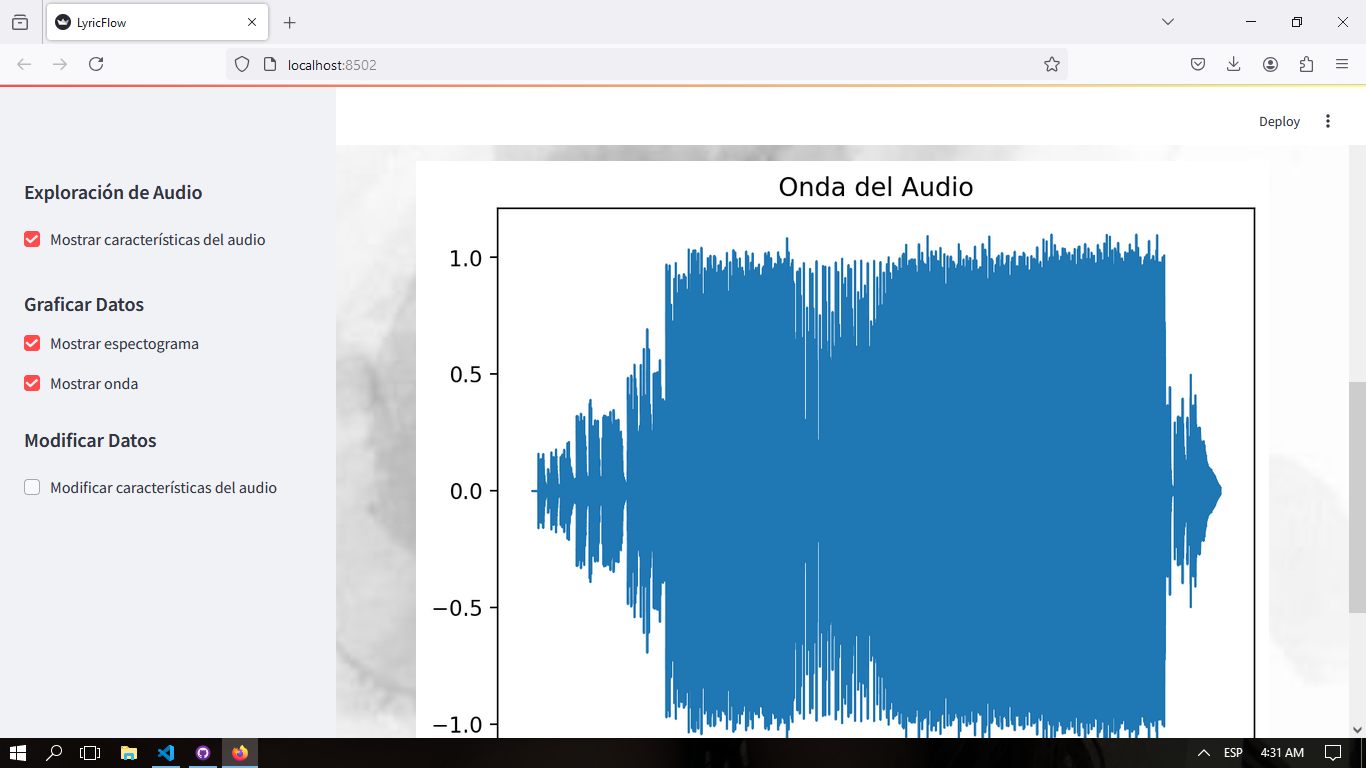 LyricFlow
localhost:8502
Deploy
Exploración de Audio
Mostrar características del audio
Graficar Datos
Mostrar espectograma
Mostrar onda
Modificar Datos
Modificar características del audio
Onda del Audio
1.0
0.5
0.0
−0.5
−1.0
ESP
4:31 AM